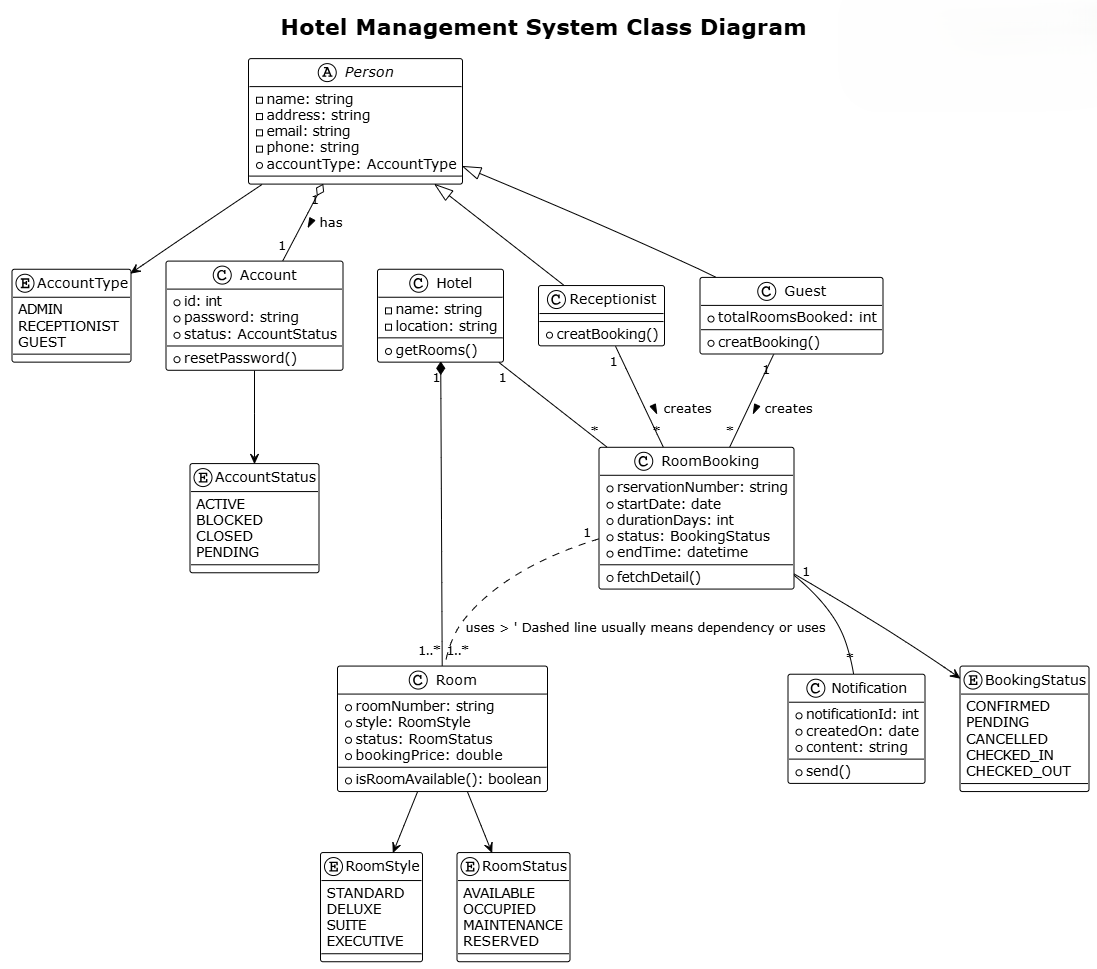 Hotel Management System Class Diagram
A Person
name: string
address: string
email: string
phone: string
accountType: AccountType
1
has
1
E AccountType
ADMIN
RECEPTIONIST
GUEST
C Account
id: int
password: string
status: AccountStatus
resetPassword()
C Hotel
name: string
location: string
getRooms()
C Receptionist
creatBooking()
C Guest
totalRoomsBooked: int
creatBooking()
1
1
1
1
creates
creates
*
*
*
E AccountStatus
ACTIVE
BLOCKED
CLOSED
PENDING
C RoomBooking
rservationNumber: string
startDate: date
durationDays: int
status: BookingStatus
endTime: datetime
fetchDetail()
1
1
uses > ' Dashed line usually means dependency or uses
1..*
1..*
*
C Room
roomNumber: string
style: RoomStyle
status: RoomStatus
bookingPrice: double
isRoomAvailable(): boolean
C Notification
notificationId: int
createdOn: date
content: string
send()
E BookingStatus
CONFIRMED
PENDING
CANCELLED
CHECKED_IN
CHECKED_OUT
E RoomStyle
STANDARD
DELUXE
SUITE
EXECUTIVE
E RoomStatus
AVAILABLE
OCCUPIED
MAINTENANCE
RESERVED